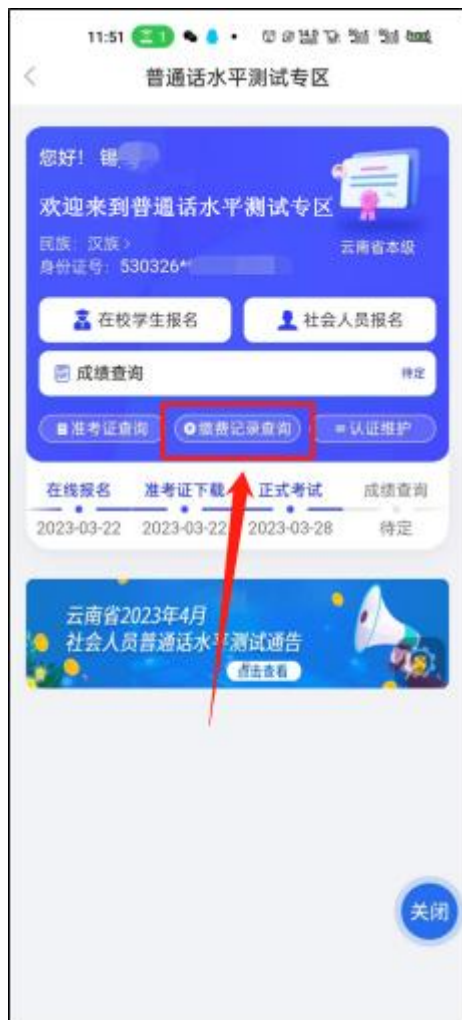 11:51
普通话水平测试专区
您好！ 锡
欢迎来到普通话水平测试专区
民族：汉族>
身份证号：530326**
云南省本级
在校学生报名
社会人员报名
成绩查询
待定
准考证查询
缴费记录查询
认证维护
在线报名
准考证下载
正式考试
成绩查询
2023-03-22
2023-03-22
2023-03-28
待定
云南省2023年4月
社会人员普通话水平测试通告
点击查看
关闭